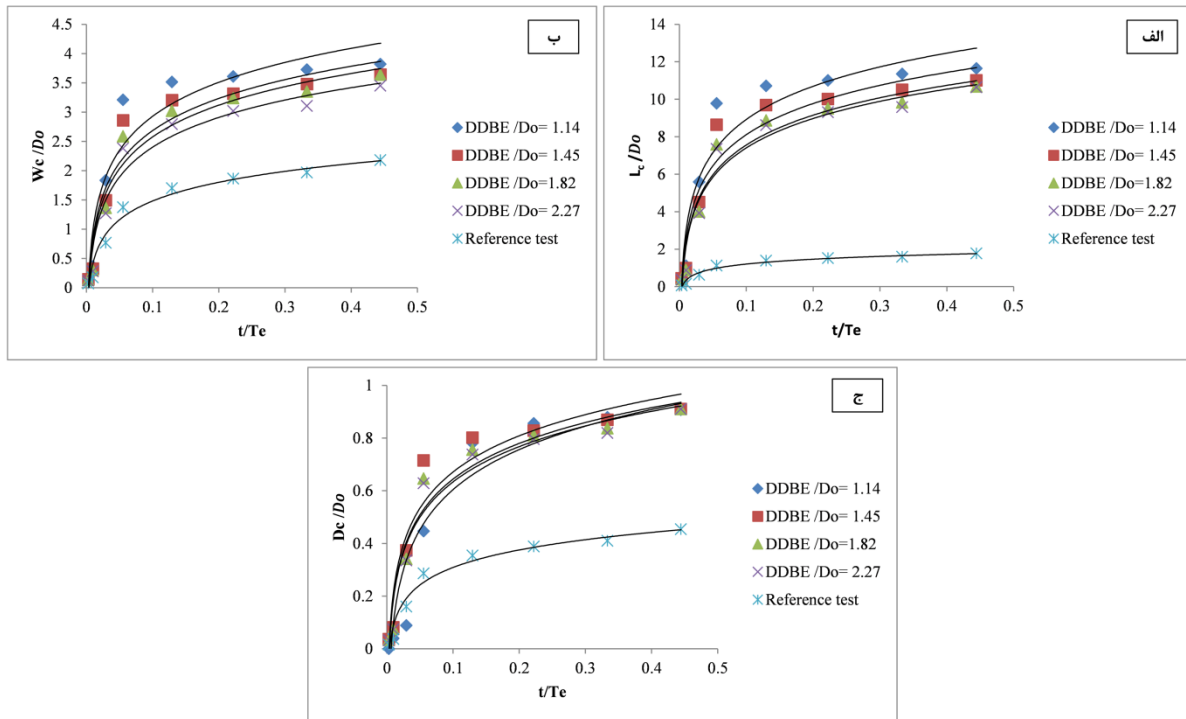 4.5
4
3.5
3
2.5
2
1.5
1
0.5
0
Wc /Do
0 0.1 0.2 0.3 0.4 0.5
t/Te
ب
DDBE /Do= 1.14
DDBE /Do= 1.45
DDBE /Do=1.82
DDBE /Do= 2.27
Reference test
14
12
10
8
6
4
2
0
Lc /Do
0 0.1 0.2 0.3 0.4 0.5
t/Te
الف
DDBE /Do= 1.14
DDBE /Do= 1.45
DDBE /Do=1.82
DDBE /Do= 2.27
Reference test
1
0.8
0.6
0.4
0.2
0
Dc /Do
0 0.1 0.2 0.3 0.4 0.5
t/Te
ج
DDBE /Do= 1.14
DDBE /Do= 1.45
DDBE /Do=1.82
DDBE /Do= 2.27
Reference test